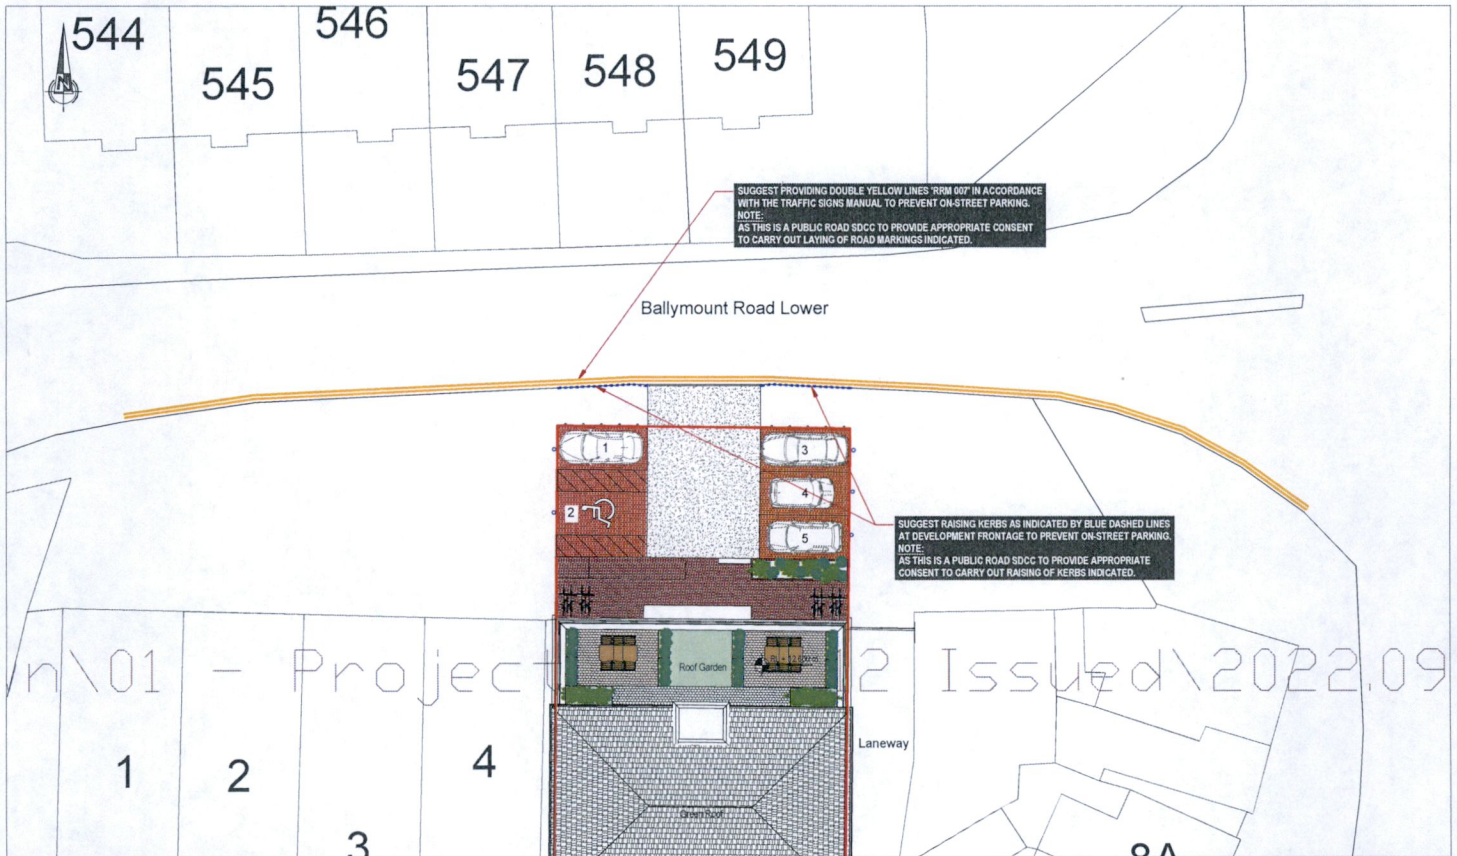 544
546
545
547
548
549
N
SUGGEST PROVIDING DOUBLE YELLOW LINES 'RRM 007' IN ACCORDANCE
WITH THE TRAFFIC SIGNS MANUAL TO PREVENT ON-STREET PARKING.
NOTE:
AS THIS IS A PUBLIC ROAD SDCC TO PROVIDE APPROPRIATE CONSENT
TO CARRY OUT LAYING OF ROAD MARKINGS INDICATED.
Ballymount Road Lower
1
3
4
2
5
SUGGEST RAISING KERBS AS INDICATED BY BLUE DASHED LINES
AT DEVELOPMENT FRONTAGE TO PREVENT ON-STREET PARKING.
NOTE:
AS THIS IS A PUBLIC ROAD SDCC TO PROVIDE APPROPRIATE
CONSENT TO CARRY OUT RAISING OF KERBS INDICATED.
Roof Garden
n\01 - Projec 2 Issued\2022.09
Laneway
1
2
4
3
Green Roof
8A